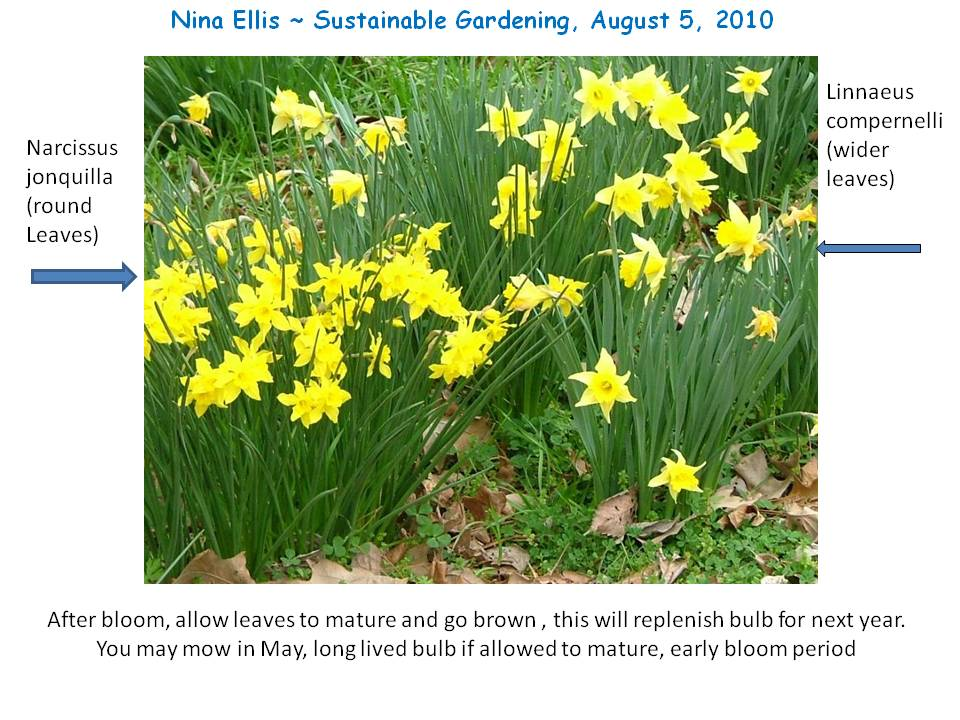 Nina Ellis ~ Sustainable Gardening, August 5, 2010
Narcissus
jonquilla
(round
Leaves)
Linnaeus
compernelli
(wider
leaves)
After bloom, allow leaves to mature and go brown , this will replenish bulb for next year.
You may mow in May, long lived bulb if allowed to mature, early bloom period